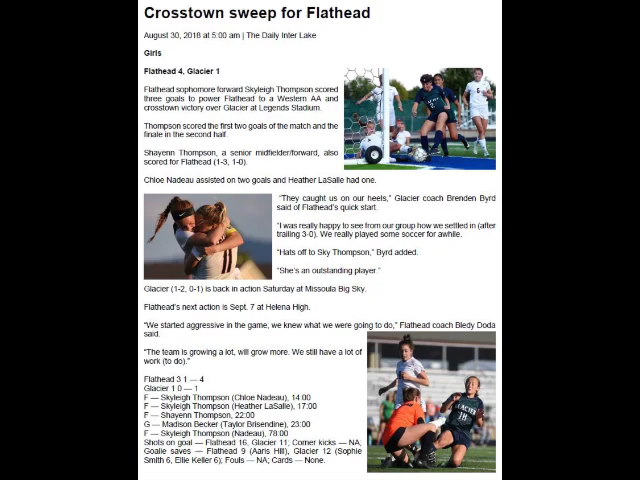 Crosstown sweep for Flathead
August 30, 2018 at 5:00 am | The Daily Inter Lake
Girls
Flathead 4, Glacier 1
Flathead sophomore forward Skyleigh Thompson scored
three goals to power Flathead to a Western AA and
crosstown victory over Glacier at Legends Stadium.
Thompson scored the first two goals of the match and the
finale in the second half.
Shayenn Thompson, a senior midfielder/forward, also
scored for Flathead (1-3, 1-0).
Chloe Nadeau assisted on two goals and Heather LaSalle had one.
“They caught us on our heels,” Glacier coach Brenden Byrd
said of Flathead’s quick start.
“I was really happy to see from our group how we settled in (after
trailing 3-0). We really played some soccer for awhile.
“Hats off to Sky Thompson,” Byrd added.
“She’s an outstanding player.”
11
Glacier (1-2, 0-1) is back in action Saturday at Missoula Big Sky.
Flathead’s next action is Sept. 7 at Helena High.
“We started aggressive in the game, we knew what we were going to do,” Flathead coach Bledy Doda
said.
“The team is growing a lot, will grow more. We still have a lot of
work (to do).”
Flathead 3 1 — 4
Glacier 1 0 — 1
F — Skyleigh Thompson (Chloe Nadeau), 14:00
F — Skyleigh Thompson (Heather LaSalle), 17:00
F — Shayenn Thompson, 22:00
G — Madison Becker (Taylor Brisendine), 23:00
F — Skyleigh Thompson (Nadeau), 78:00
Shots on goal — Flathead 16, Glacier 11; Corner kicks — NA;
Goalie saves — Flathead 9 (Aaris Hill), Glacier 12 (Sophie
Smith 6, Ellie Keller 6); Fouls — NA; Cards — None.
GLACIER
18